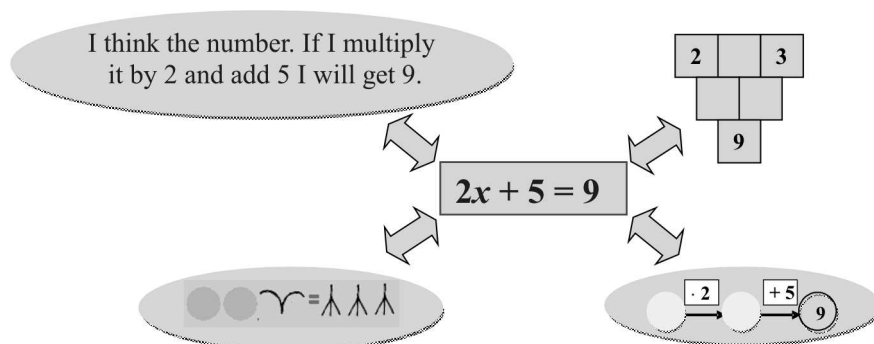 I think the number. If I multiply
it by 2 and add 5 I will get 9.
2 3
9
2x + 5 = 9
=
· 2 + 5
9